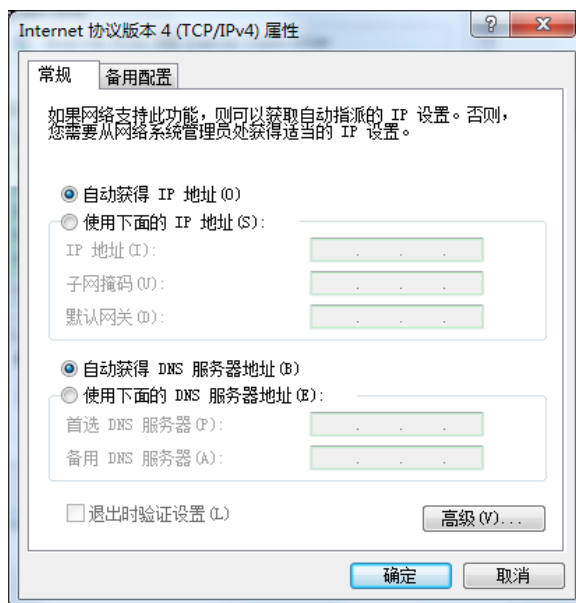 Internet 协议版本 4 (TCP/IPv4) 属性
常规
备用配置
如果网络支持此功能，则可以获取自动指派的 IP 设置。否则，
您需要从网络系统管理员处获得适当的 IP 设置。
自动获得 IP 地址(O)
使用下面的 IP 地址(S):
IP 地址(I):
子网掩码(U):
默认网关(D):
自动获得 DNS 服务器地址(B)
使用下面的 DNS 服务器地址(E):
首选 DNS 服务器(P):
备用 DNS 服务器(A):
退出时验证设置(L)
高级(V)...
确定
取消